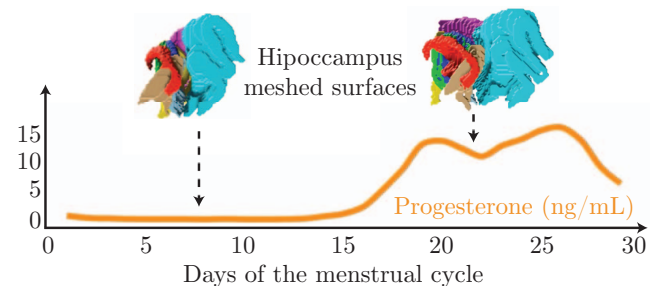 Hipoccampus
meshed surfaces
15
10
5
0
Progesterone (ng/mL)
0 5 10 15 20 25 30
Days of the menstrual cycle